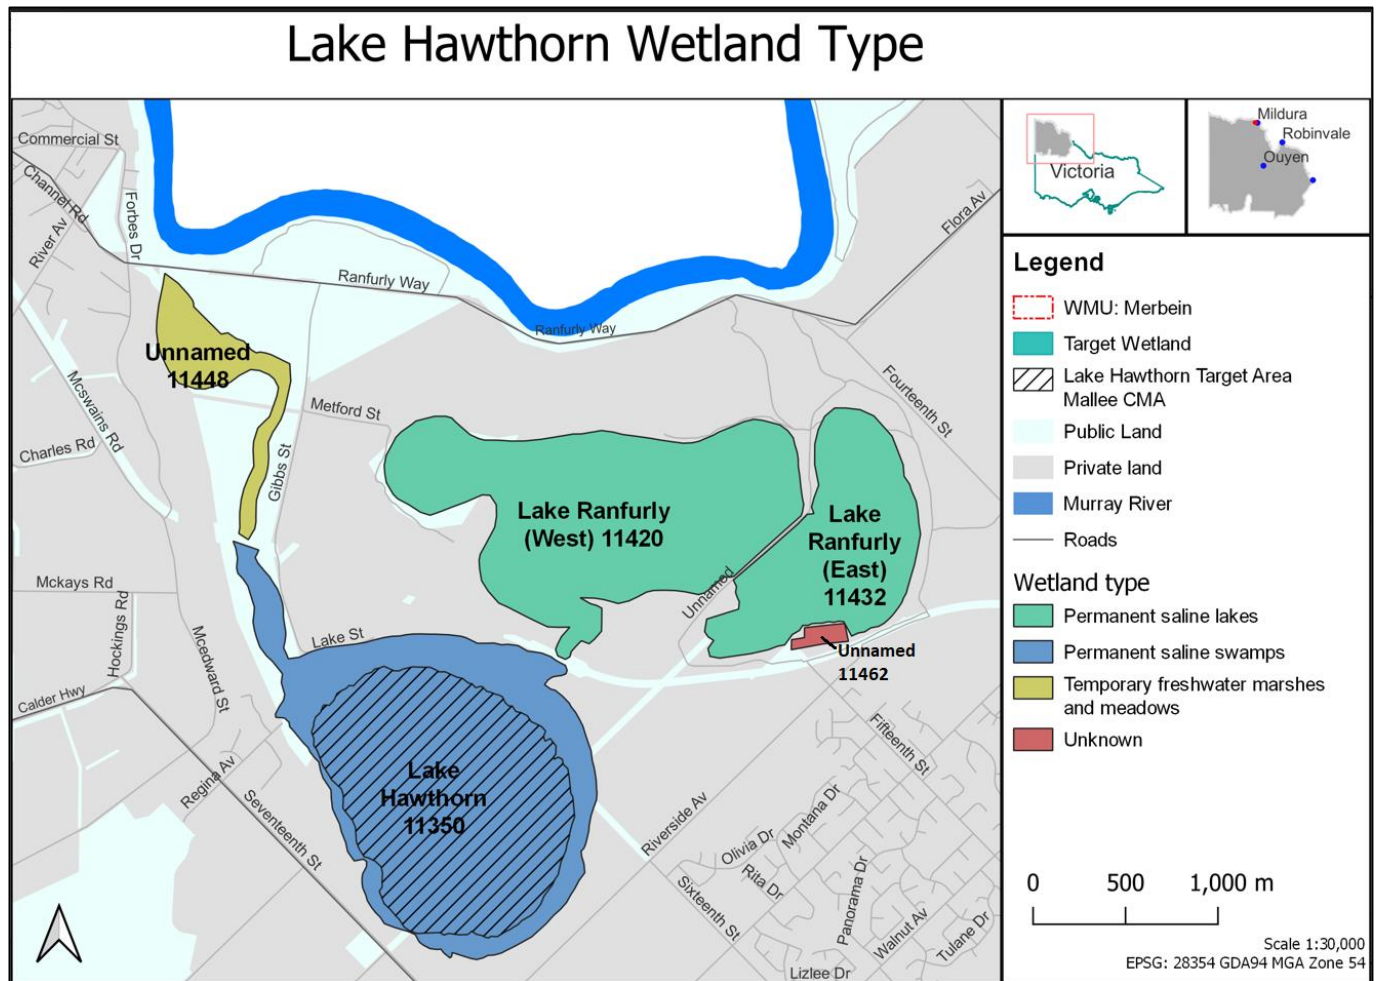 Lake Hawthorn Wetland Type
Commercial St
Channel Rd
River Av
Forbes Dr
Ranfurly Way
Ranfurly Way
Flora Av
Unnamed
11448
Mcswains Rd
Charles Rd
Metford St
Gibbs St
Fourteenth St
Lake Ranfurly
(West) 11420
Lake
Ranfurly
(East)
11432
Unnamed
Unnamed
11462
Mckays Rd
Hockings Rd
Mcedward St
Lake St
Calder Hwy
Regina Av
Seventeenth St
Lake
Hawthorn
11350
Riverside Av
Fifteenth St
Sixteenth St
Olivia Dr
Rita Dr
Montana Dr
Panorama Dr
Walnut Av
Tulane Dr
Lizlee Dr
Victoria
Mildura
Robinvale
Ouyen
Legend
WMU: Merbein
Target Wetland
Lake Hawthorn Target Area
Mallee CMA
Public Land
Private land
Murray River
Roads
Wetland type
Permanent saline lakes
Permanent saline swamps
Temporary freshwater marshes
and meadows
Unknown
0 500 1,000 m
Scale 1:30,000
EPSG: 28354 GDA94 MGA Zone 54